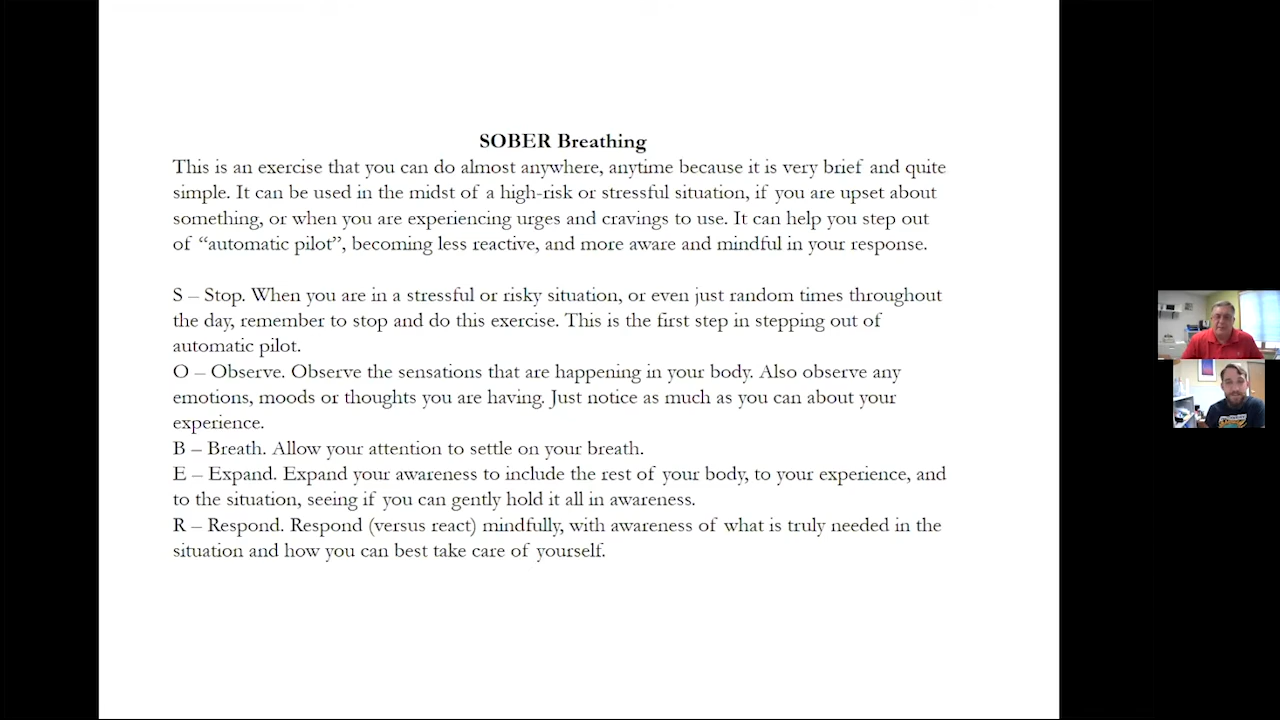 SOBER Breathing
This is an exercise that you can do almost anywhere, anytime because it is very brief and quite
simple. It can be used in the midst of a high-risk or stressful situation, if you are upset about
something, or when you are experiencing urges and cravings to use. It can help you step out
of “automatic pilot”, becoming less reactive, and more aware and mindful in your response.
S – Stop. When you are in a stressful or risky situation, or even just random times throughout
the day, remember to stop and do this exercise. This is the first step in stepping out of
automatic pilot.
O – Observe. Observe the sensations that are happening in your body. Also observe any
emotions, moods or thoughts you are having. Just notice as much as you can about your
experience.
B – Breath. Allow your attention to settle on your breath.
E – Expand. Expand your awareness to include the rest of your body, to your experience, and
to the situation, seeing if you can gently hold it all in awareness.
R – Respond. Respond (versus react) mindfully, with awareness of what is truly needed in the
situation and how you can best take care of yourself.